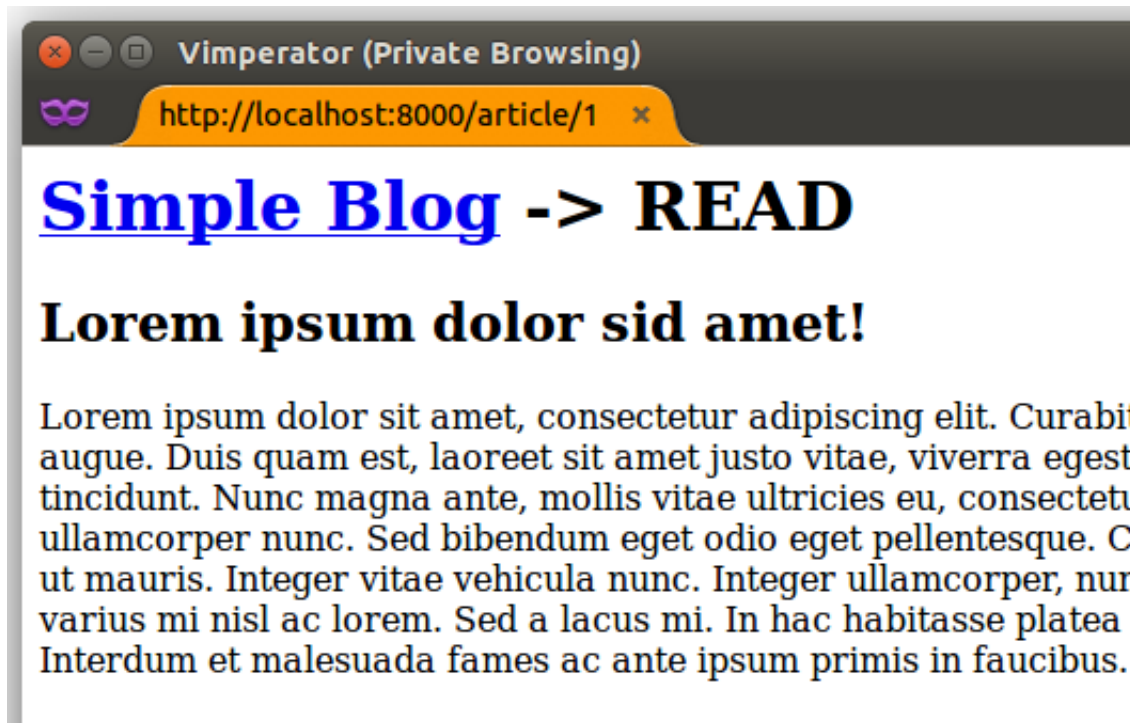 Vimperator (Private Browsing)
http://localhost:8000/article/1
Simple Blog -> READ
Lorem ipsum dolor sid amet!
Lorem ipsum dolor sit amet, consectetur adipiscing elit. Curabit
augue. Duis quam est, laoreet sit amet justo vitae, viverra egest
tincidunt. Nunc magna ante, mollis vitae ultricies eu, consectetu
ullamcorper nunc. Sed bibendum eget odio eget pellentesque. C
ut mauris. Integer vitae vehicula nunc. Integer ullamcorper, nun
varius mi nisl ac lorem. Sed a lacus mi. In hac habitasse platea
Interdum et malesuada fames ac ante ipsum primis in faucibus.